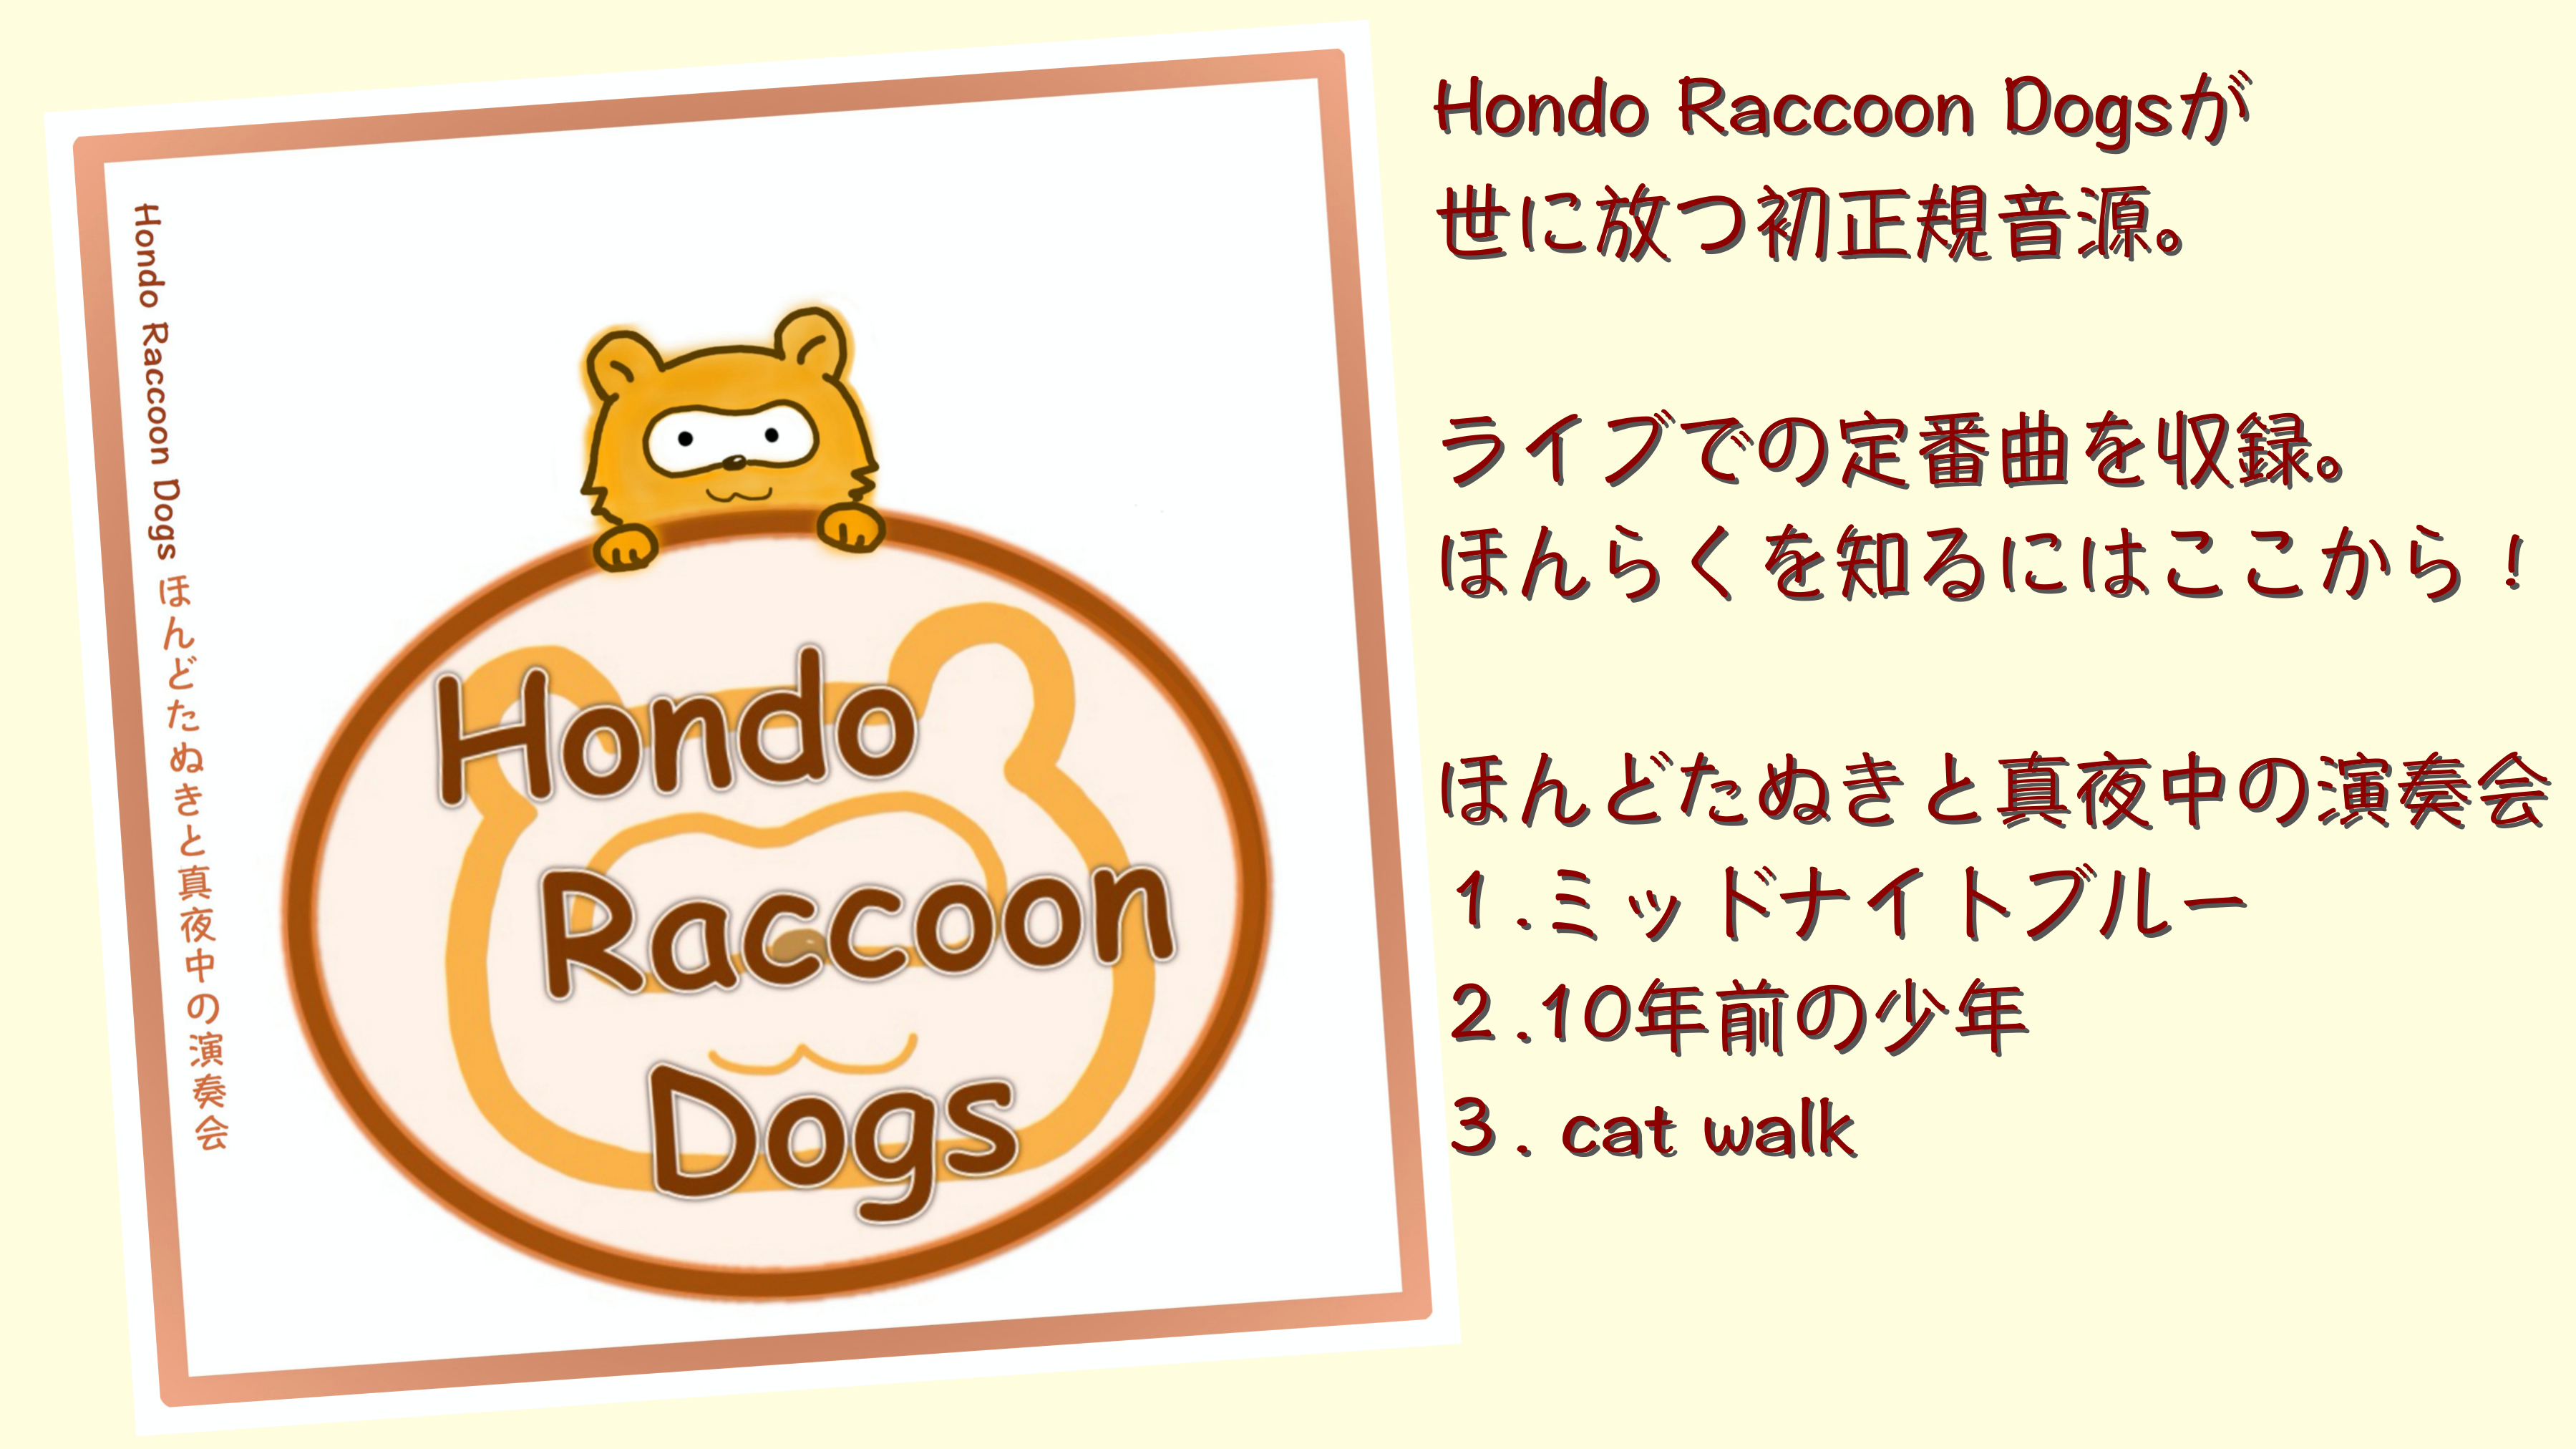 Hondo Raccoon Dogs ほんどたぬきと真夜中の演奏会
Hondo
Raccoon
Dogs
Hondo Raccoon Dogsが
世に放つ初正規音源。
ライブでの定番曲を収録。
ほんらくを知るにはここから！
ほんどたぬきと真夜中の演奏会
１.ミッドナイトブルー
２.10年前の少年
３. cat walk